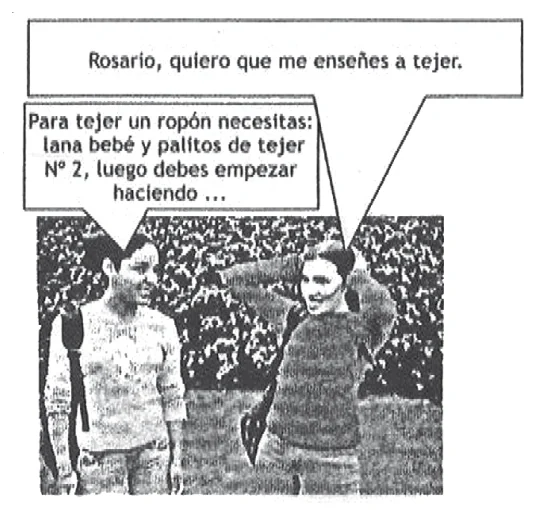 Rosario, quiero que me enseñes a tejer.
Para tejer un ropón necesitas:
lana bebé y palitos de tejer
Nº 2, luego debes empezar
haciendo ...